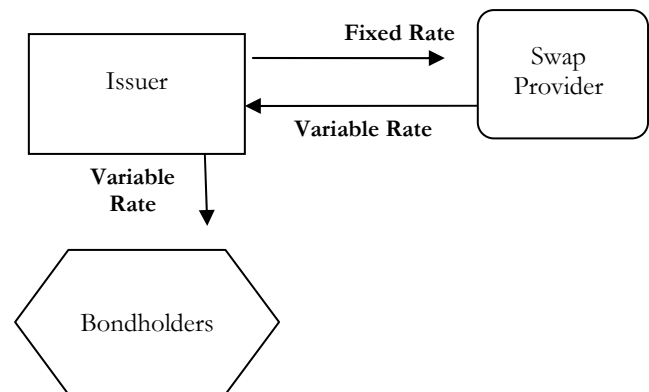 Fixed Rate
Issuer
Swap
Provider
Variable Rate
Variable
Rate
Bondholders